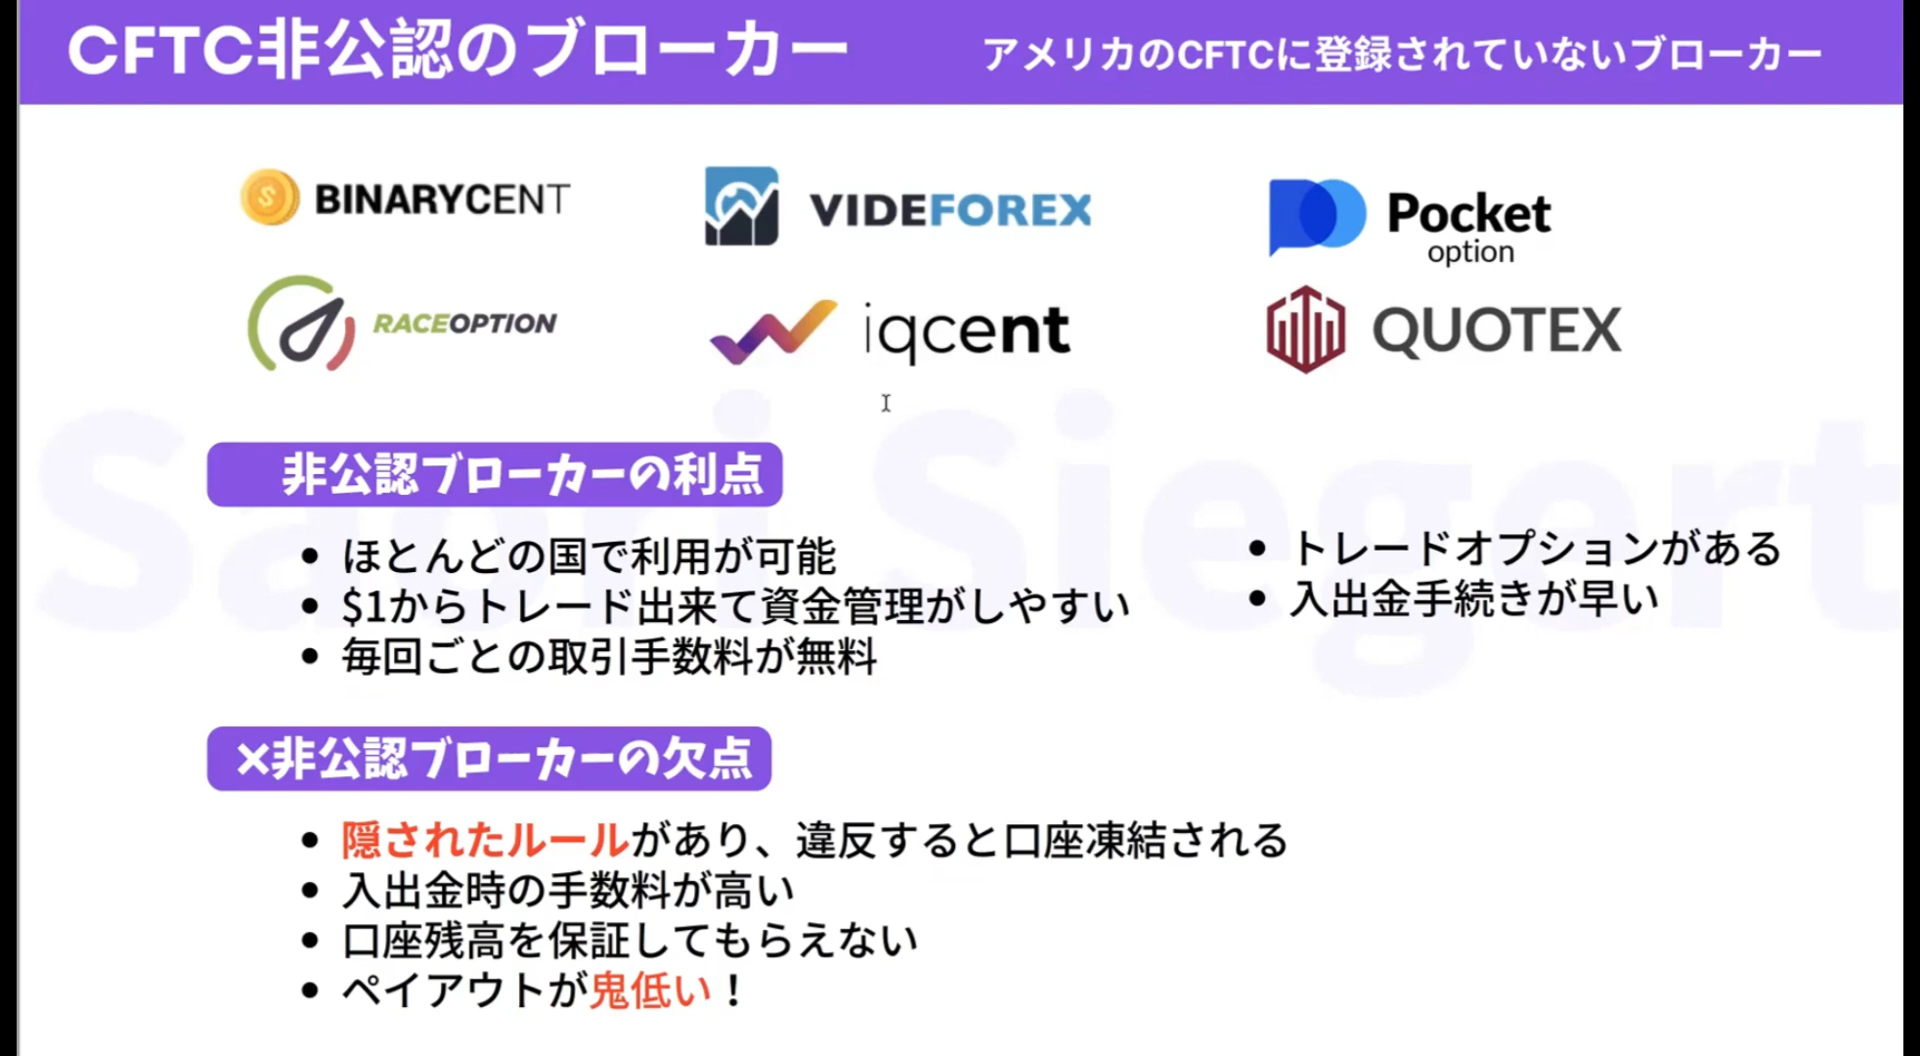 CFTC非公認のブローカー
アメリカのCFTCに登録されていないブローカー
BINARYCENT
VIDEFOREX
Pocket
option
RACEOPTION
iqcent
QUOTEX
Saori Siegert
非公認ブローカーの利点
• ほとんどの国で利用が可能
• $1からトレード出来て資金管理がしやすい
• 毎回ごとの取引手数料が無料
• トレードオプションがある
• 入出金手続きが早い
×非公認ブローカーの欠点
• 隠されたルールがあり、違反すると口座凍結される
• 入出金時の手数料が高い
• 口座残高を保証してもらえない
• ペイアウトが鬼低い！